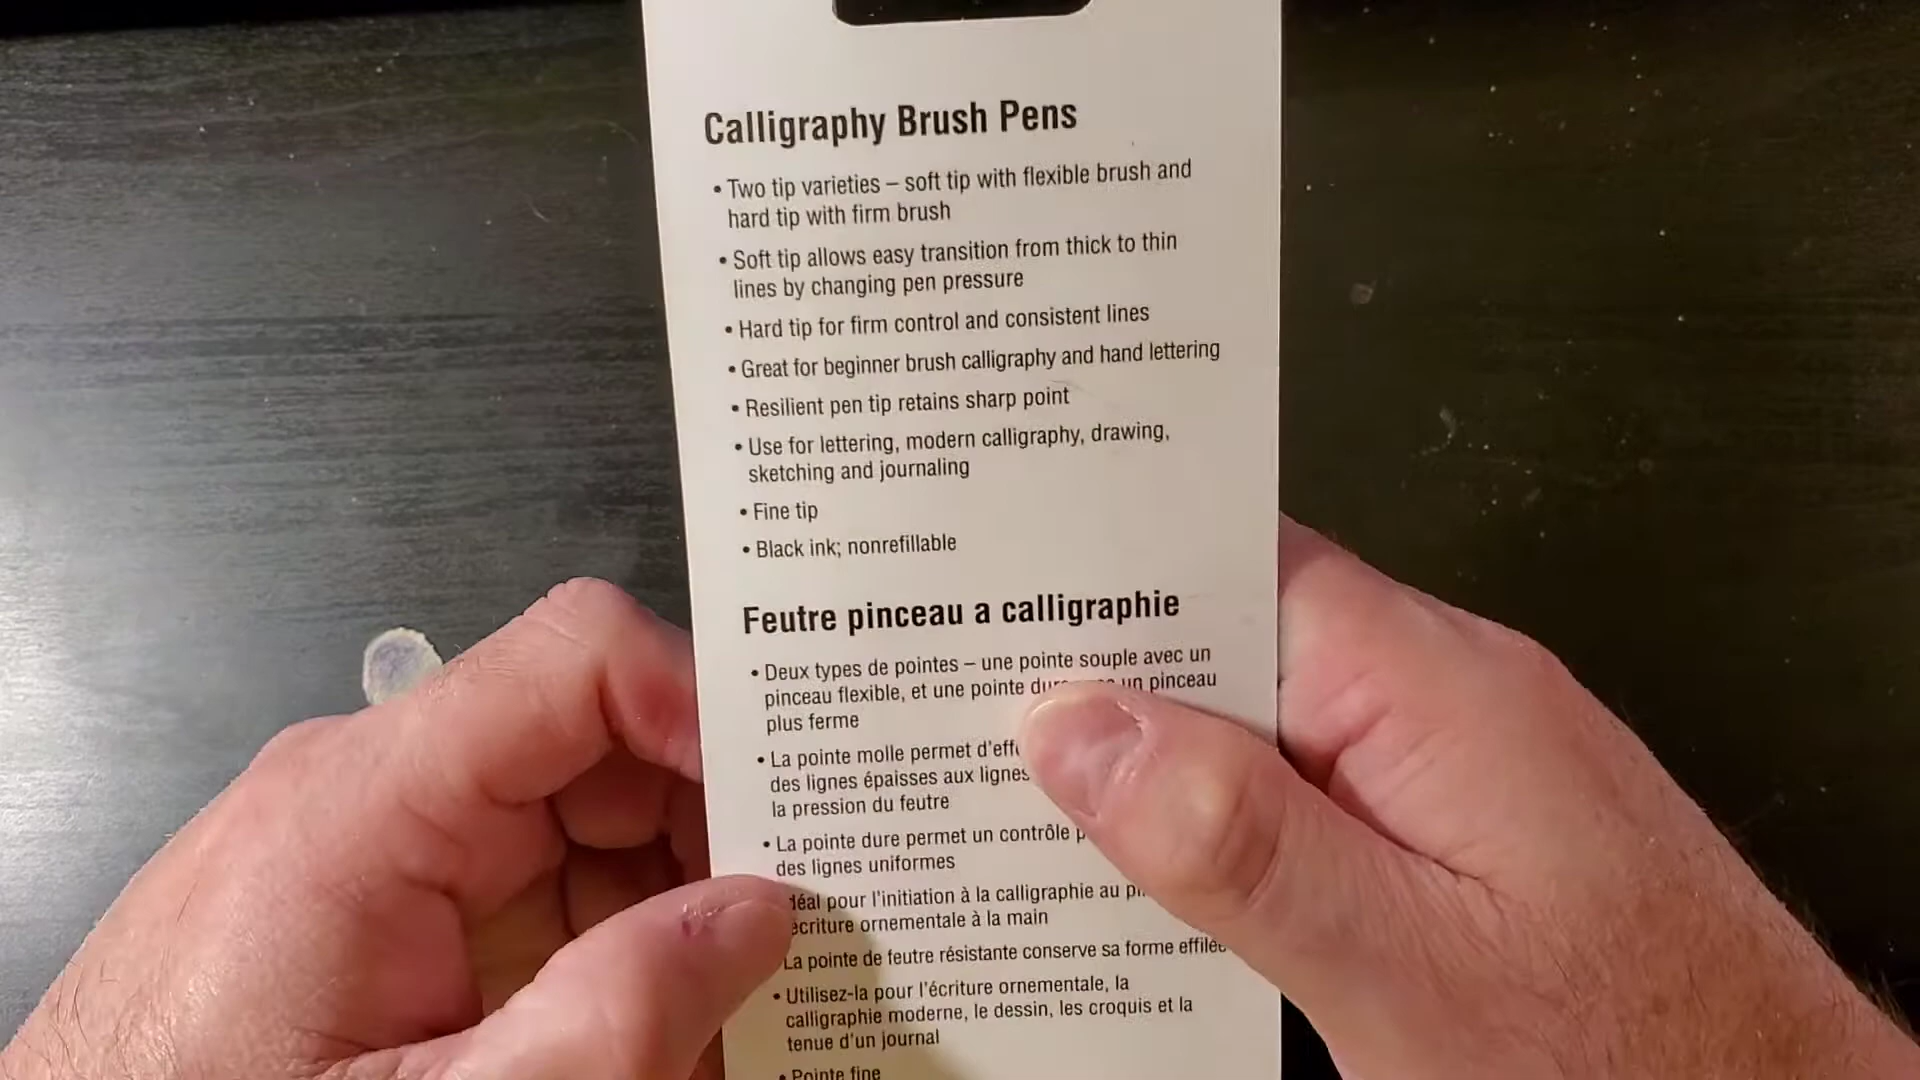 Calligraphy Brush Pens
• Two tip varieties – soft tip with flexible brush and
hard tip with firm brush
• Soft tip allows easy transition from thick to thin
lines by changing pen pressure
• Hard tip for firm control and consistent lines
• Great for beginner brush calligraphy and hand lettering
• Resilient pen tip retains sharp point
• Use for lettering, modern calligraphy, drawing,
sketching and journaling
• Fine tip
• Black ink; nonrefillable
Feutre pinceau a calligraphie
• Deux types de pointes – une pointe souple avec un
pinceau flexible, et une pointe un pinceau
plus ferme
• La pointe molle permet
des lignes épaisses aux lignes
la pression du feutre
• La pointe dure permet un contrôle
des lignes uniformes
pour l'initiation à la calligraphie au
écriture ornementale à la main
La pointe de feutre résistante conserve sa forme
• Utilisez-la pour l'écriture ornementale, la
calligraphie moderne, le dessin, les croquis et la
tenue d'un journal
• Pointe fine